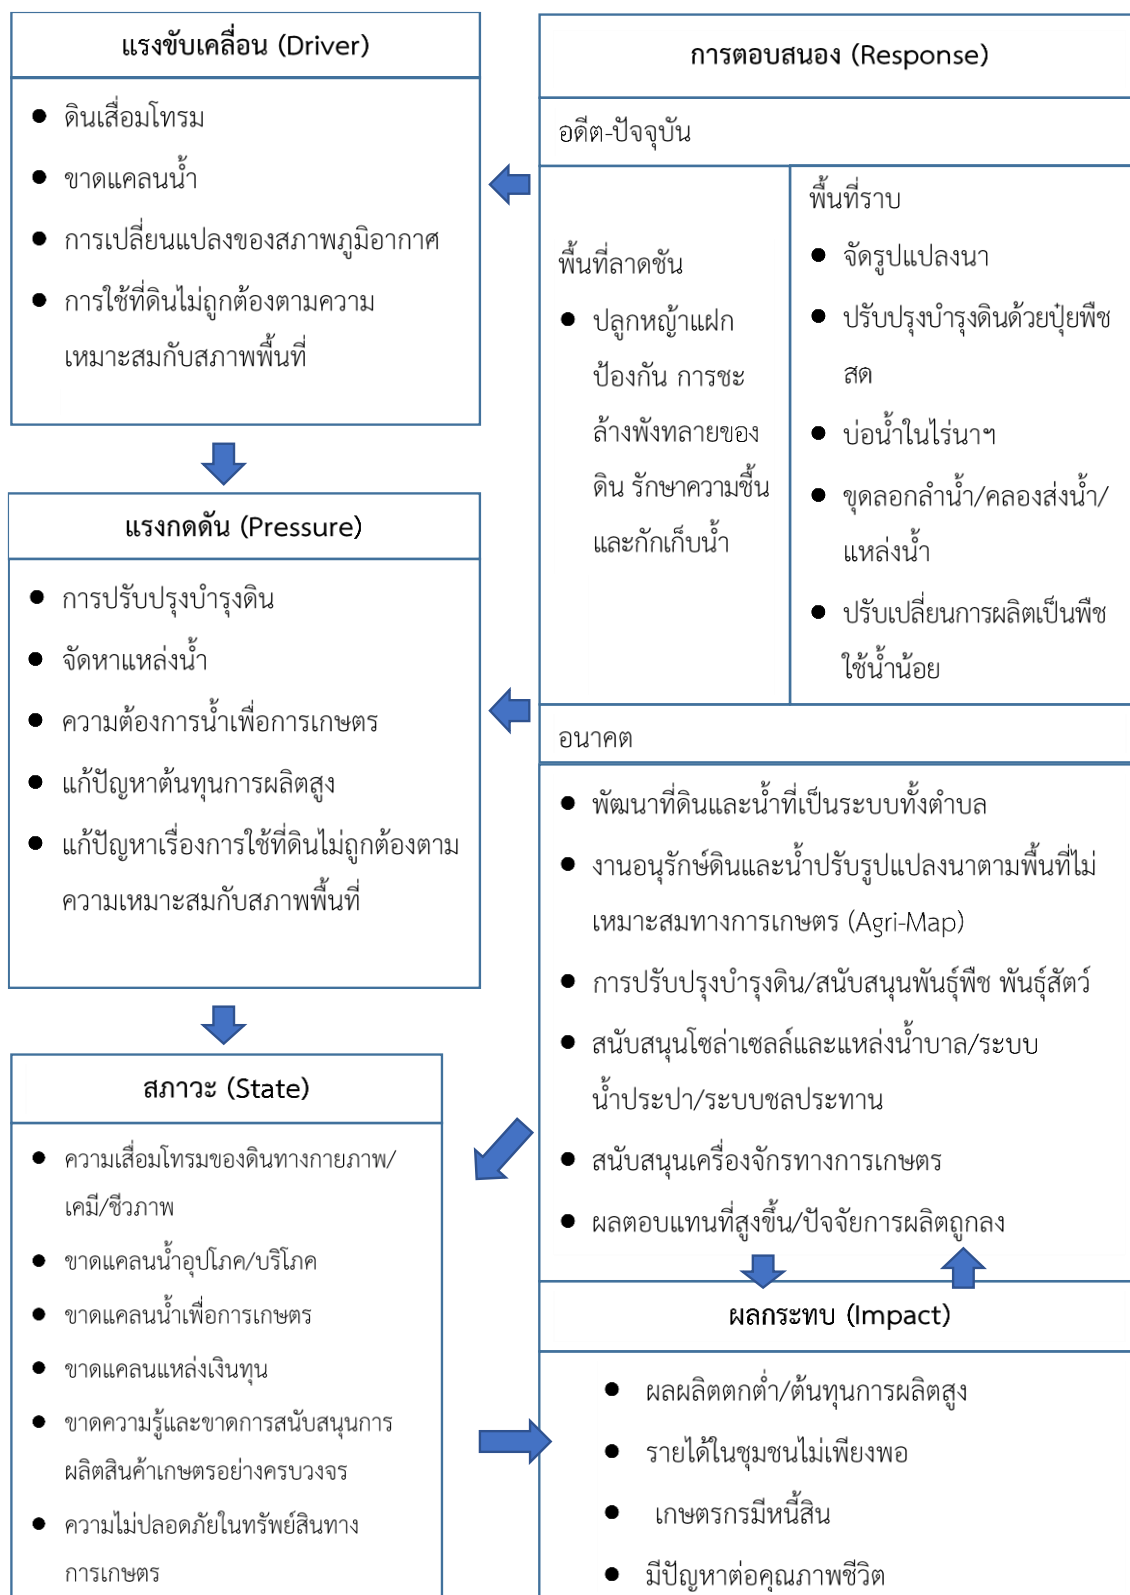 แรงขับเคลื่อน (Driver)
● ดินเสื่อมโทรม
● ขาดแคลนน้ำ
● การเปลี่ยนแปลงของสภาพภูมิอากาศ
● การใช้ที่ดินไม่ถูกต้องตามความ
เหมาะสมกับสภาพพื้นที่
แรงกดดัน (Pressure)
● การปรับปรุงบำรุงดิน
● จัดหาแหล่งน้ำ
● ความต้องการน้ำเพื่อการเกษตร
● แก้ปัญหาต้นทุนการผลิตสูง
● แก้ปัญหาเรื่องการใช้ที่ดินไม่ถูกต้องตาม
ความเหมาะสมกับสภาพพื้นที่
สภาวะ (State)
● ความเสื่อมโทรมของดินทางกายภาพ/
เคมี/ชีวภาพ
● ขาดแคลนน้ำอุปโภค/บริโภค
● ขาดแคลนน้ำเพื่อการเกษตร
● ขาดแคลนแหล่งเงินทุน
● ขาดความรู้และขาดการสนับสนุนการ
ผลิตสินค้าเกษตรอย่างครบวงจร
● ความไม่ปลอดภัยในทรัพย์สินทาง
การเกษตร
การตอบสนอง (Response)
อดีต-ปัจจุบัน
พื้นที่ลาดชัน
● ปลูกหญ้าแฝก
ป้องกัน การชะ
ล้างพังทลายของ
ดิน รักษาความชื้น
และกักเก็บน้ำ
พื้นที่ราบ
● จัดรูปแปลงนา
● ปรับปรุงบำรุงดินด้วยปุ๋ยพืช
สด
● บ่อน้ำในไร่นาฯ
● ขุดลอกลำน้ำ/คลองส่งน้ำ/
แหล่งน้ำ
● ปรับเปลี่ยนการผลิตเป็นพืช
ใช้น้ำน้อย
อนาคต
● พัฒนาที่ดินและน้ำที่เป็นระบบทั้งตำบล
● งานอนุรักษ์ดินและน้ำปรับรูปแปลงนาตามพื้นที่ไม่
เหมาะสมทางการเกษตร (Agri-Map)
● การปรับปรุงบำรุงดิน/สนับสนุนพันธุ์พืช พันธุ์สัตว์
● สนับสนุนโซล่าเซลล์และแหล่งน้ำบาล/ระบบ
น้ำประปา/ระบบชลประทาน
● สนับสนุนเครื่องจักรทางการเกษตร
● ผลตอบแทนที่สูงขึ้น/ปัจจัยการผลิตถูกลง
ผลกระทบ (Impact)
● ผลผลิตตกต่ำ/ต้นทุนการผลิตสูง
● รายได้ในชุมชนไม่เพียงพอ
● เกษตรกรมีหนี้สิน
● มีปัญหาต่อคุณภาพชีวิต